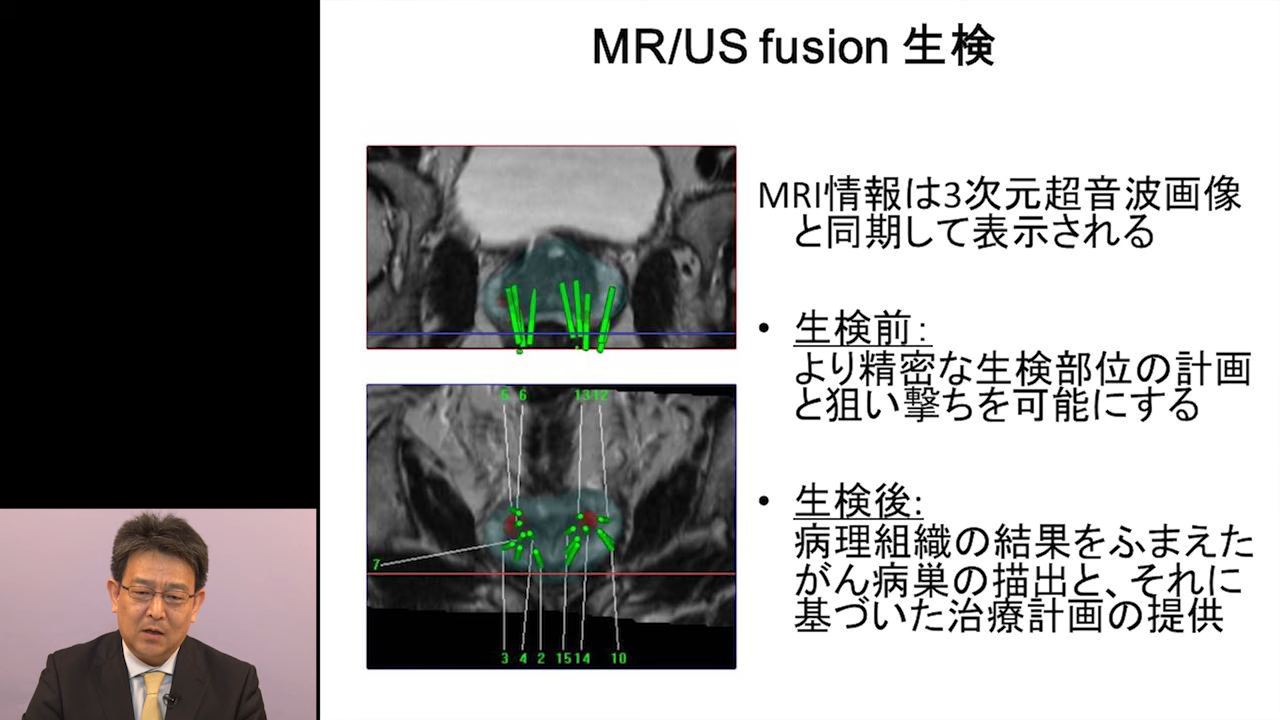 MR/US fusion 生検
MRI情報は3次元超音波画像
と同期して表示される
• 生検前:
より精密な生検部位の計画
と狙い撃ちを可能にする
• 生検後:
病理組織の結果をふまえた
がん病巣の描出と、それに
基づいた治療計画の提供
5 6 13 12
7
3 4 2 15 14 10